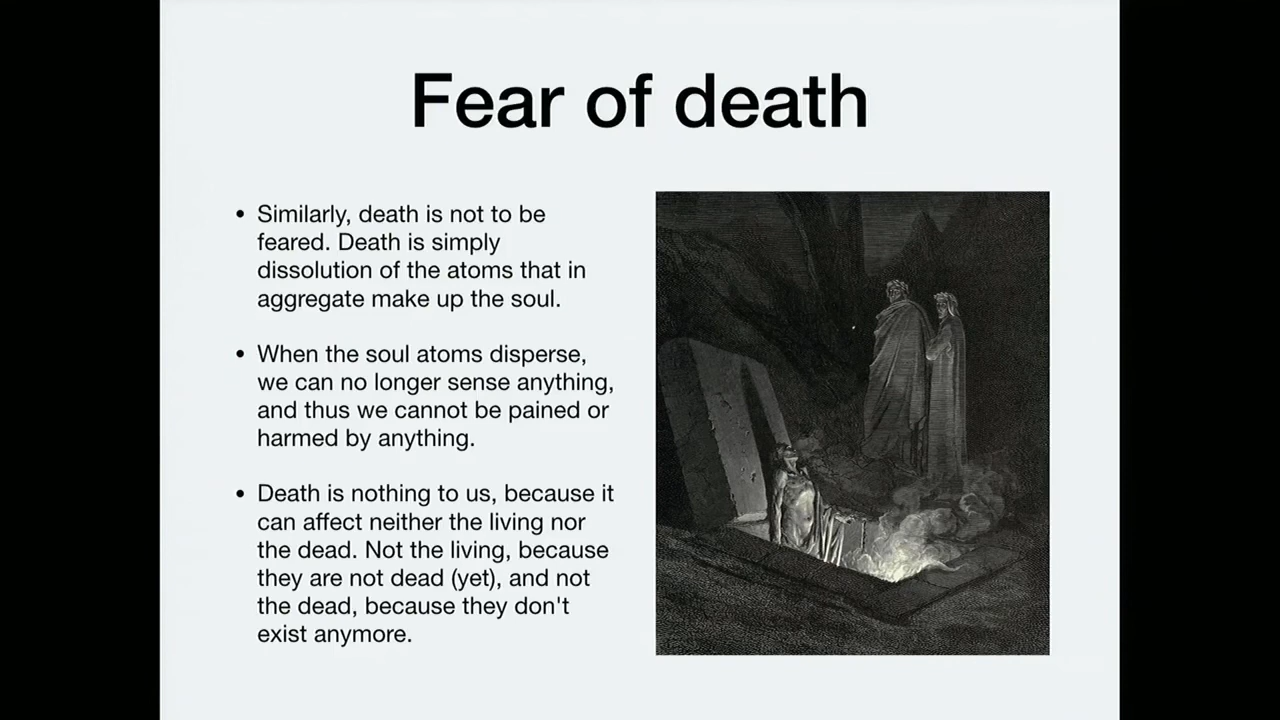 Fear of death
• Similarly, death is not to be
feared. Death is simply
dissolution of the atoms that in
aggregate make up the soul.
• When the soul atoms disperse,
we can no longer sense anything,
and thus we cannot be pained or
harmed by anything.
• Death is nothing to us, because it
can affect neither the living nor
the dead. Not the living, because
they are not dead (yet), and not
the dead, because they don't
exist anymore.